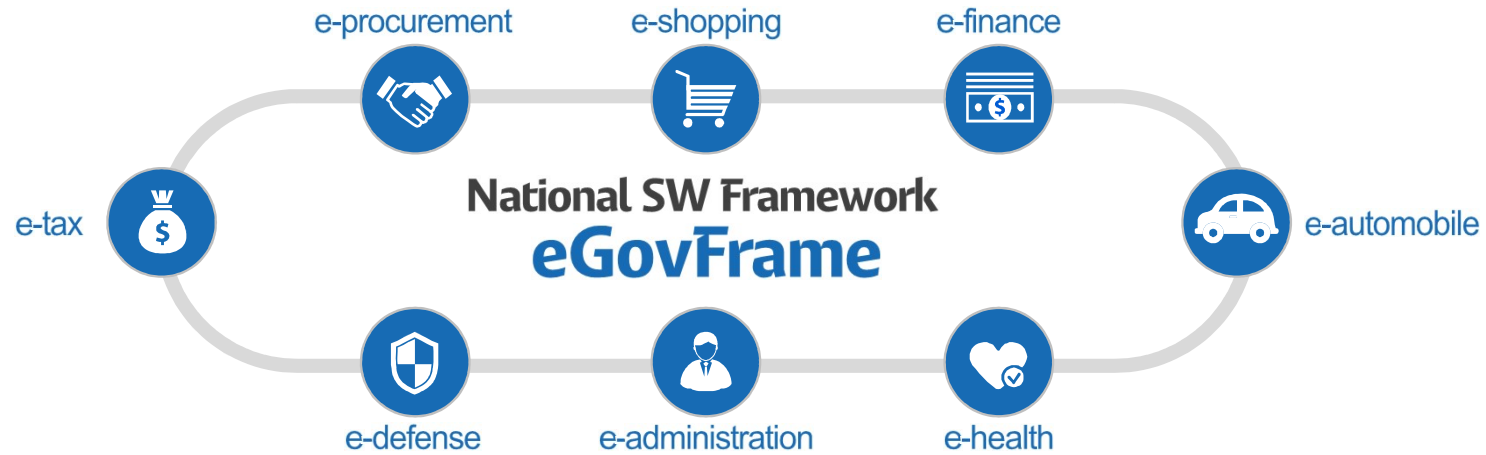 e-procurement
e-shopping
e-finance
e-tax
National SW Framework
eGovFrame
e-automobile
e-defense
e-administration
e-health
$
$